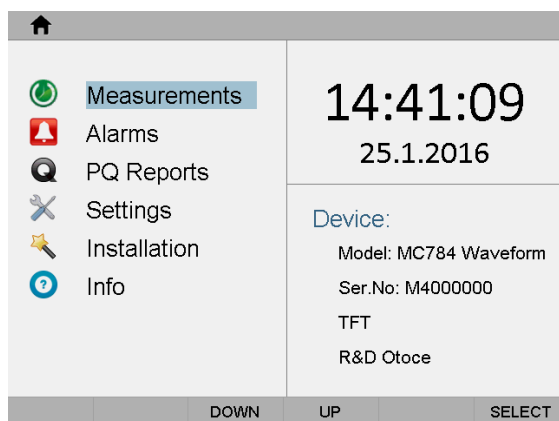 Measurements
Alarms
PQ Reports
Settings
Installation
Info
14:41:09
25.1.2016
Device:
Model: MC784 Waveform
Ser.No: M4000000
TFT
R&D Otoce
DOWN UP SELECT